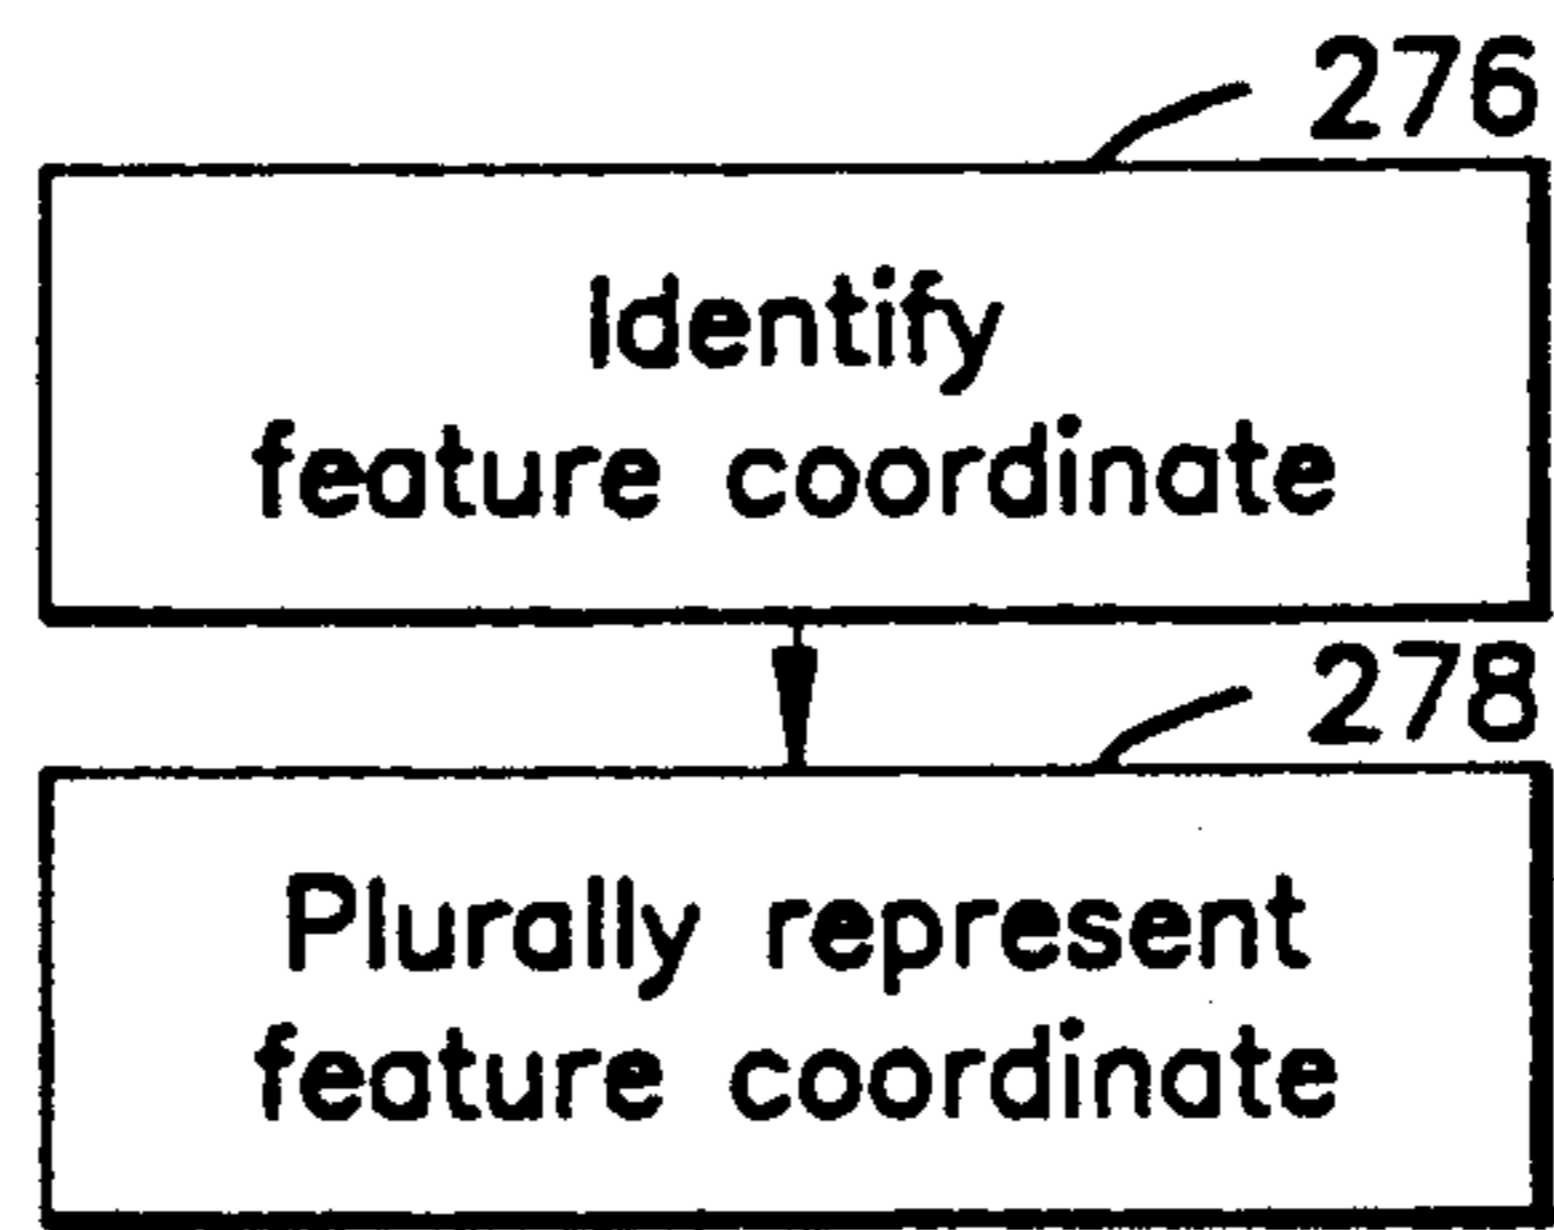 276
Identify
feature coordinate
278
Plurally represent
feature coordinate